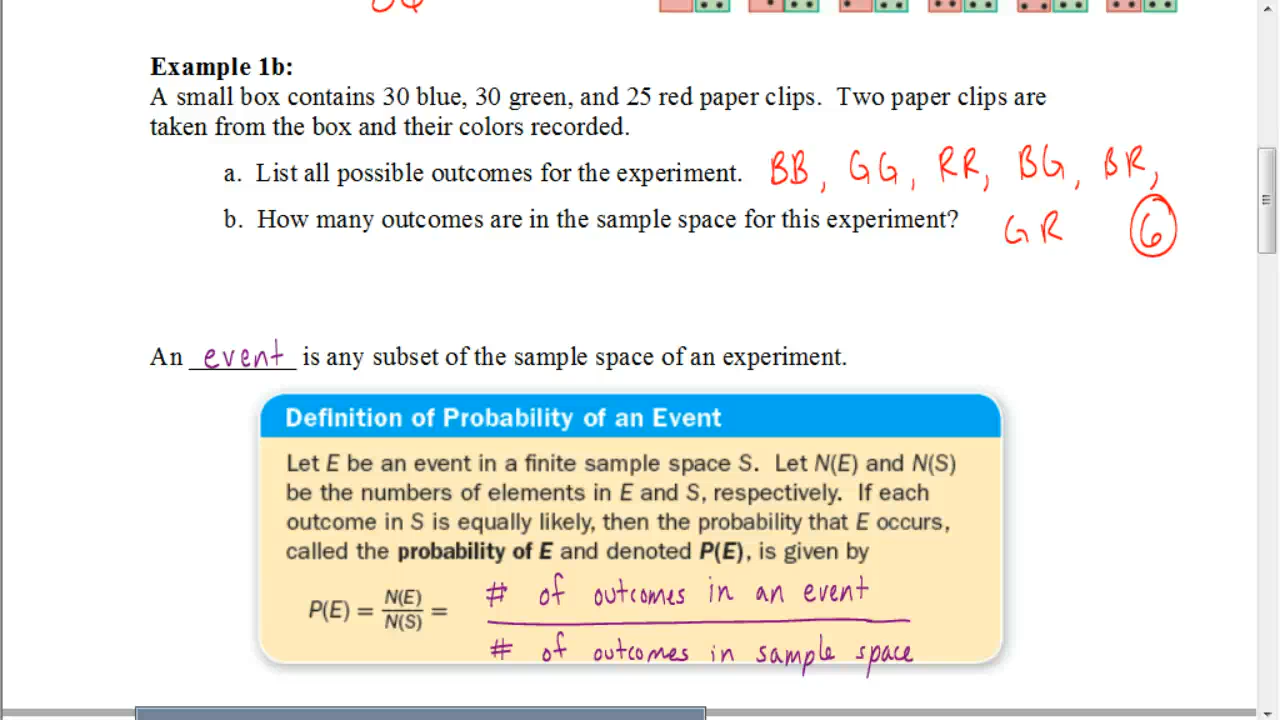 Example 1b:
A small box contains 30 blue, 30 green, and 25 red paper clips.  Two paper clips are
taken from the box and their colors recorded.
a.  List all possible outcomes for the experiment. BB, GG, RR, BG, BR,
b.  How many outcomes are in the sample space for this experiment? GR 6
An event is any subset of the sample space of an experiment.
Definition of Probability of an Event
Let E be an event in a finite sample space S.  Let N(E) and N(S)
be the numbers of elements in E and S, respectively.  If each
outcome in S is equally likely, then the probability that E occurs,
called the probability of E and denoted P(E), is given by
P(E) = N(E)/N(S) = # of outcomes in an event
# of outcomes in sample space